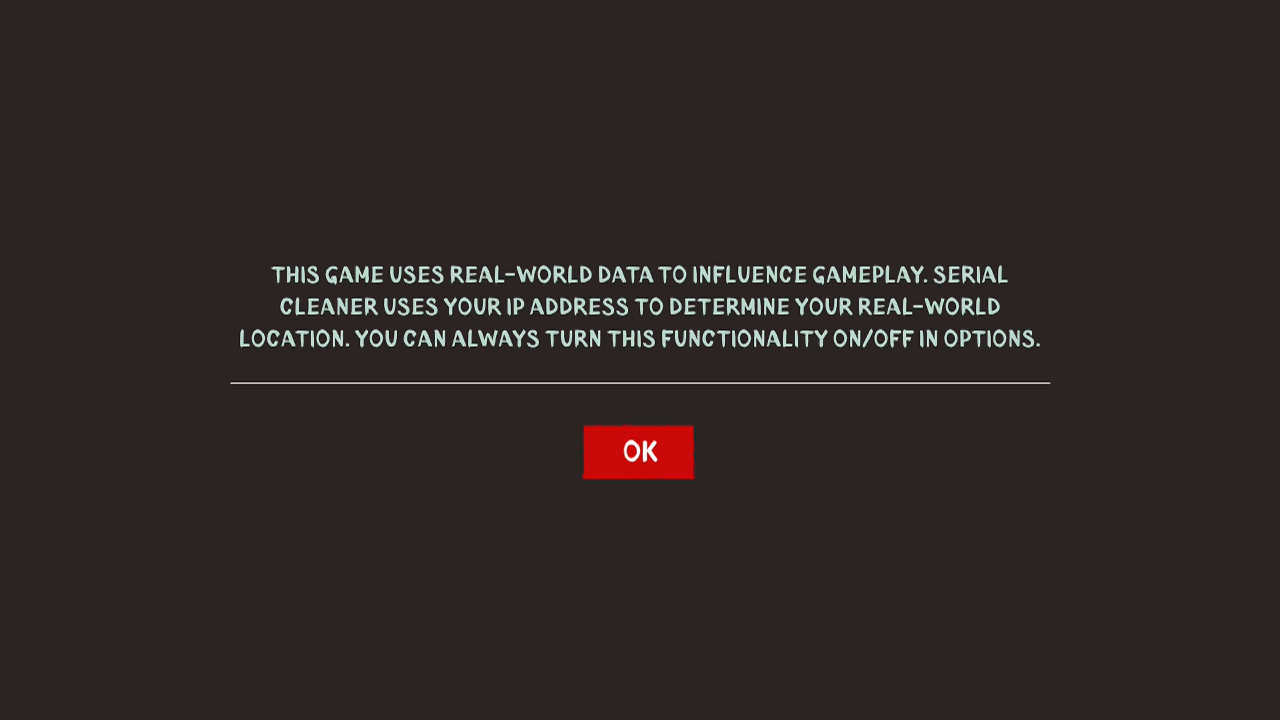 THIS GAME USES REAL-WORLD DATA TO INFLUENCE GAMEPLAY. SERIAL
CLEANER USES YOUR IP ADDRESS TO DETERMINE YOUR REAL-WORLD
LOCATION. YOU CAN ALWAYS TURN THIS FUNCTIONALITY ON/OFF IN OPTIONS.
OK